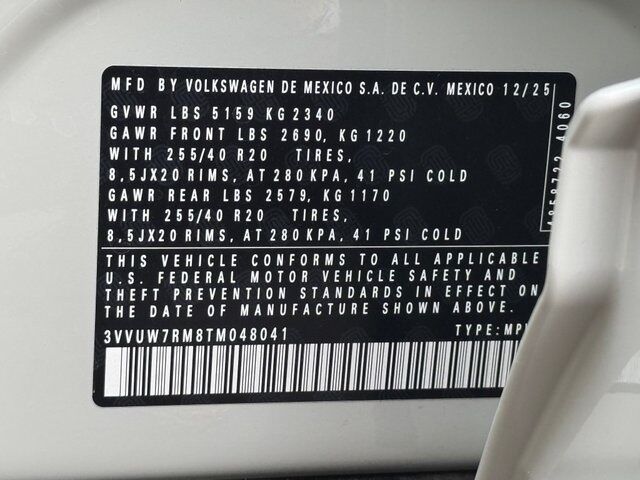 MFD BY VOLKSWAGEN DE MEXICO S.A. DE C.V. MEXICO 12/25
GVWR LBS 5159 KG 2340
GAWR FRONT LBS 2690, KG 1220
WITH 255/40 R20 TIRES,
8,5JX20 RIMS, AT 280 KPA, 41 PSI COLD
GAWR REAR LBS 2579, KG 1170
WITH 255/40 R20 TIRES,
8,5JX20 RIMS, AT 280 KPA, 41 PSI COLD
THIS VEHICLE CONFORMS TO ALL APPLICABLE
U.S. FEDERAL MOTOR VEHICLE SAFETY AND
THEFT PREVENTION STANDARDS IN EFFECT ON
THE DATE OF MANUFACTURE SHOWN ABOVE.
3VVUW7RM8TM048041 TYPE:MP
4060